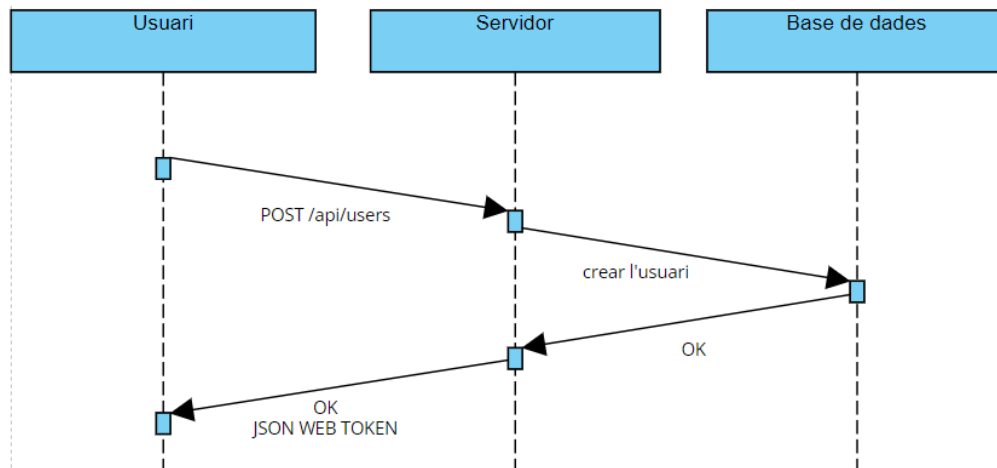 Usuari
Servidor
Base de dades
POST /api/users
crear l'usuari
OK
OK
JSON WEB TOKEN